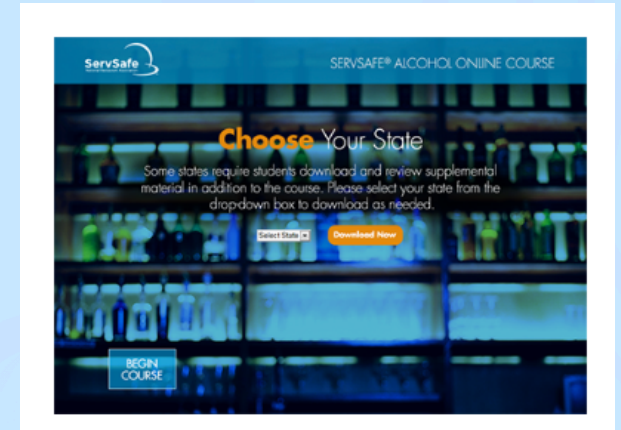 ServSafe
SERVSAFE® ALCOHOL ONLINE COURSE
Choose Your State
Some states require students download and review supplemental
material in addition to the course. Please select your state from the
drop-down box to download as needed.
Select State
Download Now
BEGIN
COURSE